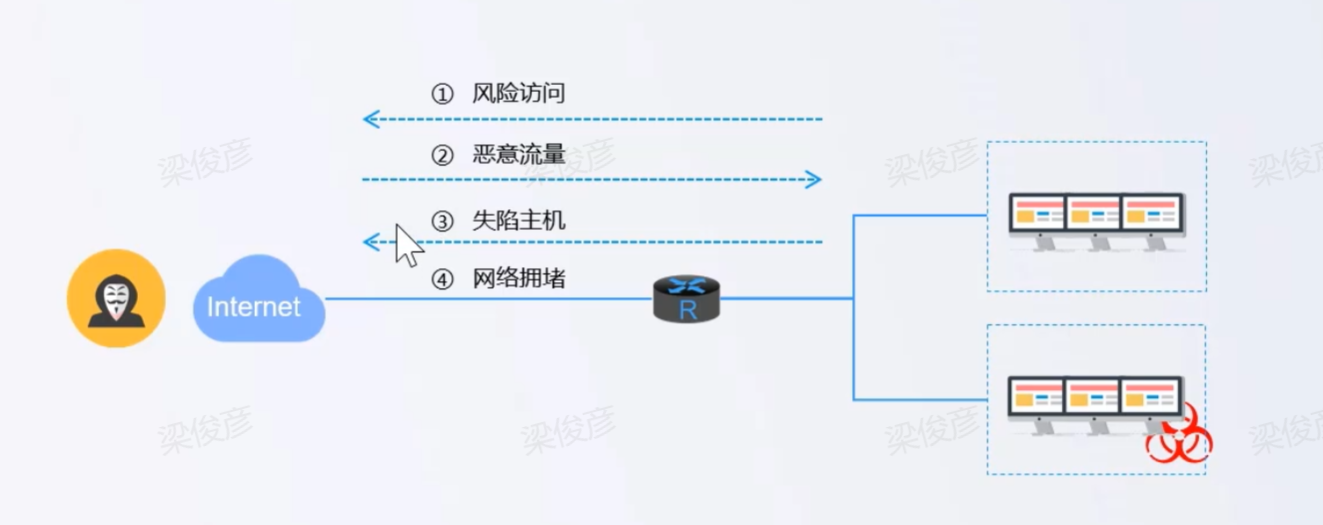 ① 风险访问
② 恶意流量
③ 失陷主机
④ 网络拥堵
Internet
R
梁俊彦
梁俊彦
梁俊彦
梁俊彦
梁俊彦
梁俊彦
梁俊彦
梁俊彦